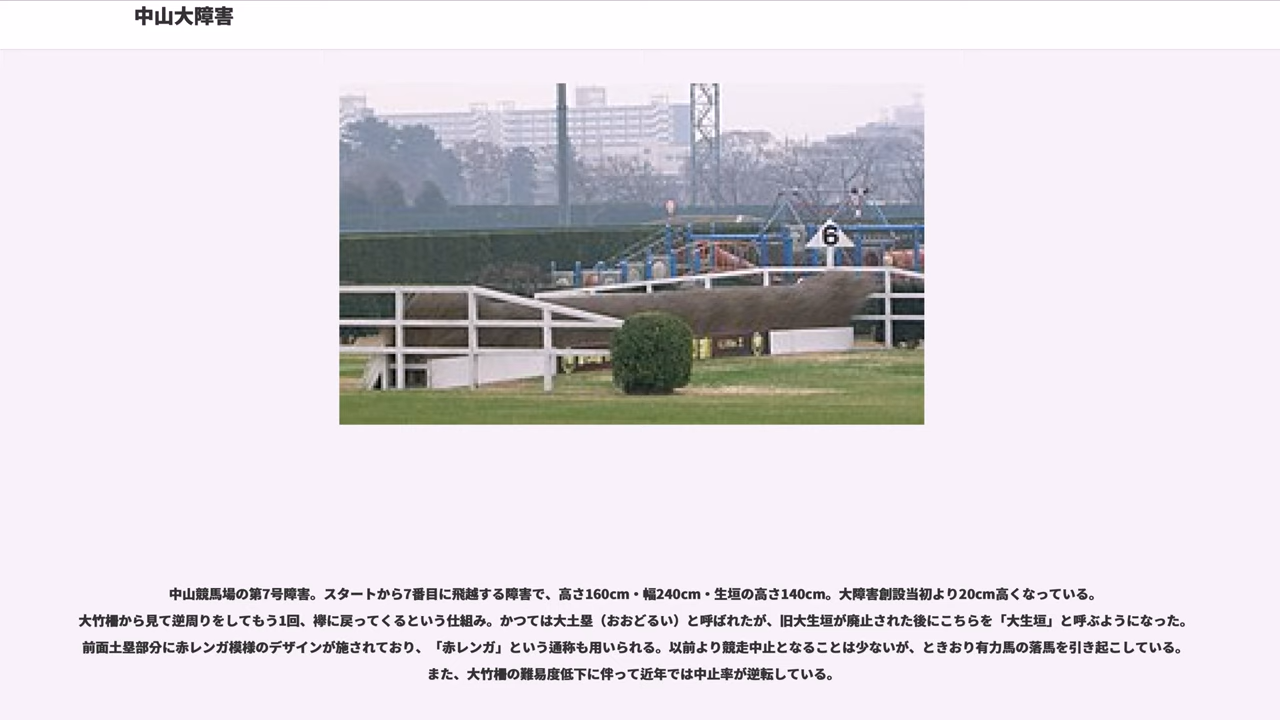 中山大障害
6
中山競馬場の第7号障害。スタートから7番目に飛越する障害で、高さ160cm・幅240cm・生垣の高さ140cm。大障害創設当初より20cm高くなっている。
大竹柵から見て逆周りをしてもう1回、襷に戻ってくるという仕組み。かつては大土塁（おおどるい）と呼ばれたが、旧大生垣が廃止された後にこちらを「大生垣」と呼ぶようになった。
前面土塁部分に赤レンガ模様のデザインが施されており、「赤レンガ」という通称も用いられる。以前より競走中止となることは少ないが、ときおり有力馬の落馬を引き起こしている。
また、大竹柵の難易度低下に伴って近年では中止率が逆転している。